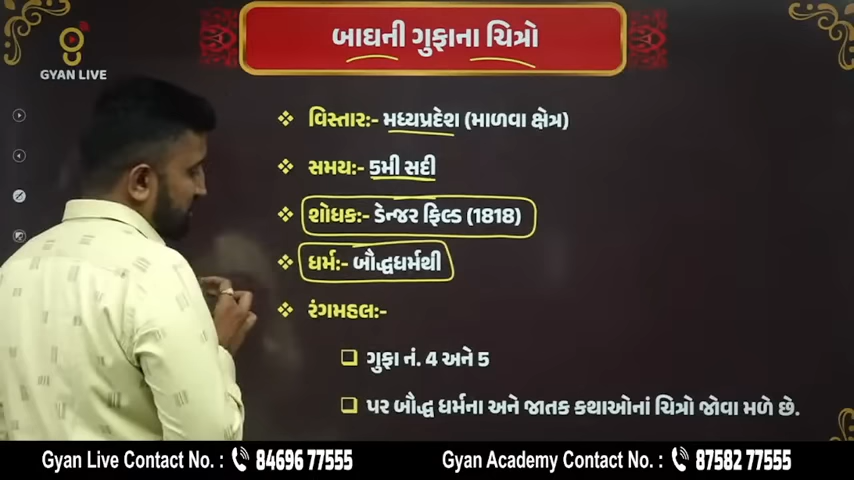 બાઘની ગુફાના ચિત્રો
GYAN LIVE
❖ વિસ્તાર:- મધ્યપ્રદેશ (માળવા ક્ષેત્ર)
❖ સમય:- 5મી સદી
❖ શોધક:- ડેન્જર ફિલ્ડ (1818)
❖ ધર્મ:- બૌદ્ધધર્મથી
❖ રંગમહલ:-
❑ ગુફા નં. 4 અને 5
❑ પર બૌદ્ધ ધર્મના અને જાતક કથાઓનાં ચિત્રો જોવા મળે છે.
Gyan Live Contact No. : 84696 77555
Gyan Academy Contact No. : 87582 77555